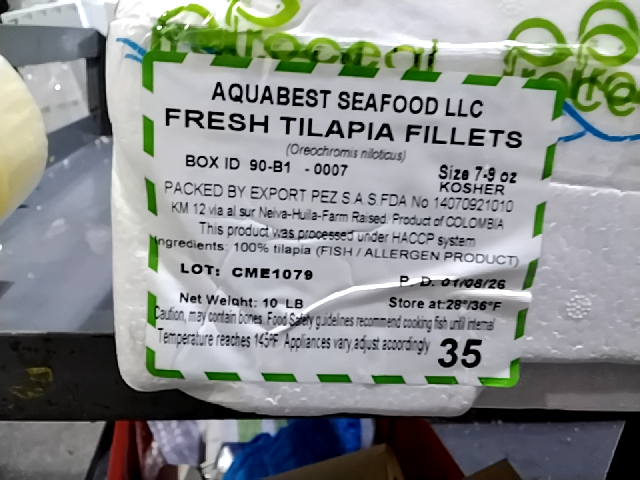 AQUABEST SEAFOOD LLC
FRESH TILAPIA FILLETS
(Oreochromis niloticus)
BOX ID 90-B1 -0007
Size 7-9 oz
KOSHER
PACKED BY EXPORT PEZ S.A.S.FDA No 14070921010
KM 12 via al sur Neiva-Huila-Farm Raised. Product of COLOMBIA
This product was processed under HACCP system
Ingredients: 100% tilapia (FISH / ALLERGEN PRODUCT)
LOT: CME1079
P. D. 01/08/26
Net Weight: 10 LB
Store at:28°/36°F
Caution, may contain bones. Food Safety guidelines recommend cooking fish until internal
Temperature reaches 145°F Appliances vary, adjust accordingly
35